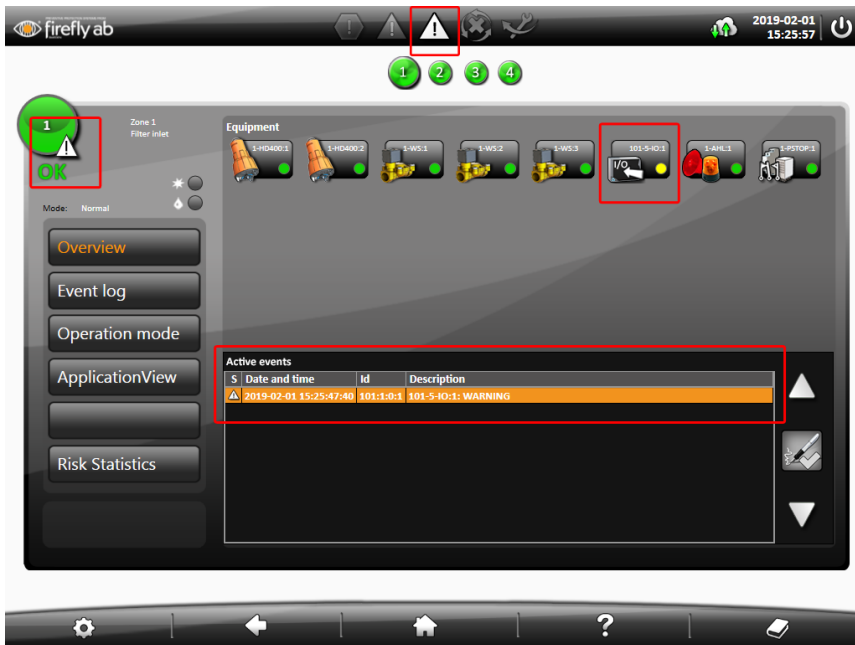 firefly ab
2019-02-01
15:25:57
1 2 3 4
1
Zone 1
Filter inlet
OK
Mode: Normal
Equipment
1-HD400:1 1-HD400:2 1-WS:1 1-WS:2 1-WS:3 101-5-IO:1 1-AHL:1 1-PSTOP:1
I/O
Overview
Event log
Operation mode
ApplicationView
Risk Statistics
Active events
S Date and time Id Description
2019-02-01 15:25:47:40 101:1:0:1 101-5-IO:1: WARNING
?